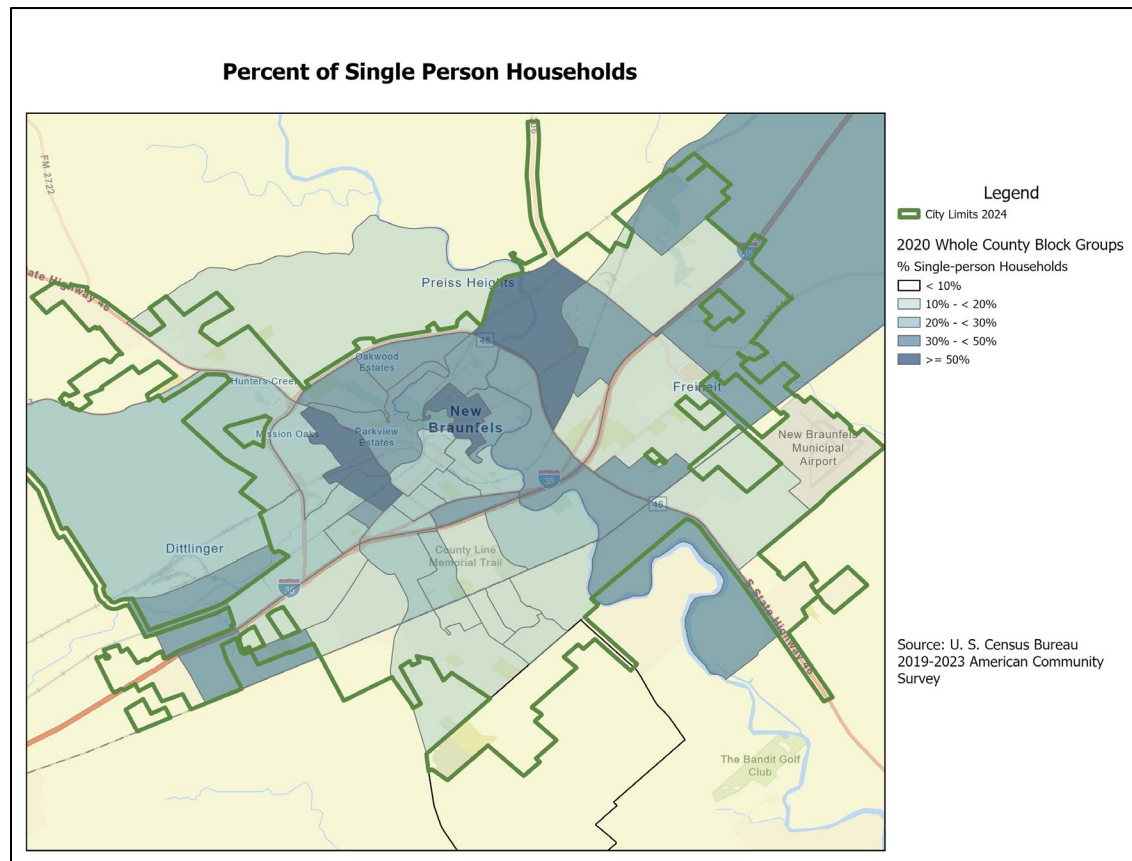 Percent of Single Person Households
FM 2722
Preiss Heights
ate Highway 46
46
Oakwood
Estates
Hunters Creek
New
Braunfels
Mission Oaks
Parkview
Estates
Freiheit
New Braunfels
Municipal
Airport
35
35
46
Dittlinger
County Line
Memorial Trail
35
S State Highway 46
The Bandit Golf
Club
Legend
City Limits 2024
2020 Whole County Block Groups
% Single-person Households
< 10%
10% - < 20%
20% - < 30%
30% - < 50%
>= 50%
Source: U. S. Census Bureau
2019-2023 American Community
Survey